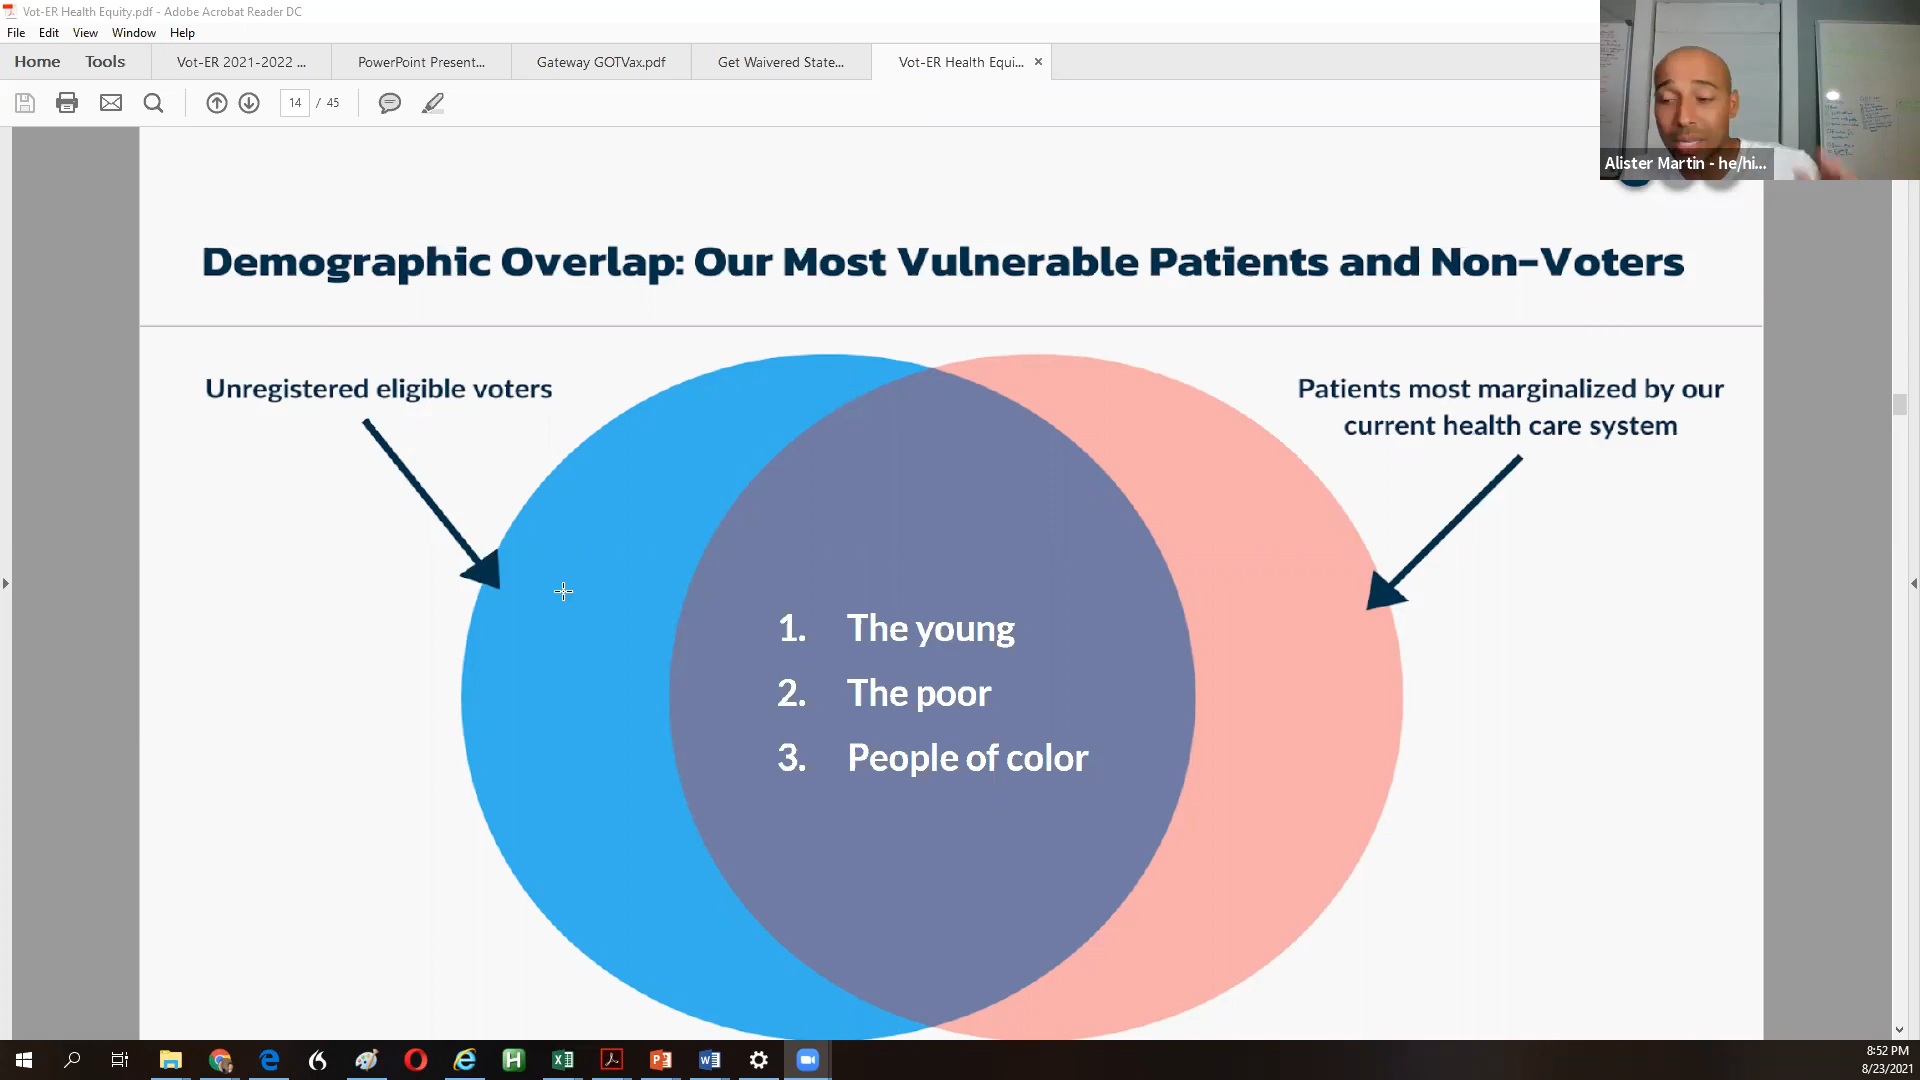 Vot-ER Health Equity.pdf - Adobe Acrobat Reader DC
File Edit View Window Help
Home Tools Vot-ER 2021-2022 ... PowerPoint Present... Gateway GOTVax.pdf Get Waivered State... Vot-ER Health Equi... ×
14 / 45
Alister Martin - he/hi...
Demographic Overlap: Our Most Vulnerable Patients and Non-Voters
Unregistered eligible voters
Patients most marginalized by our
current health care system
1. The young
2. The poor
3. People of color
8:52 PM
8/23/2021